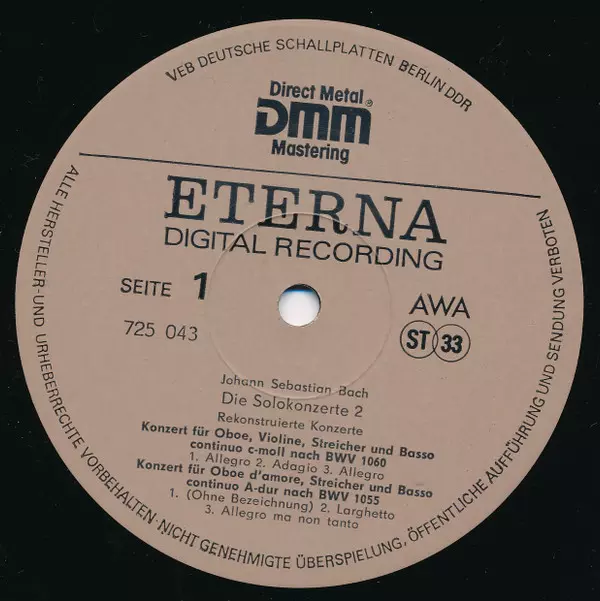 VEB DEUTSCHE SCHALLPLATTEN BERLIN DDR
Direct Metal
DMM®
Mastering
ETERNA
DIGITAL RECORDING
SEITE 1
AWA
725 043
ST 33
Johann Sebastian Bach
Die Solokonzerte 2
Rekonstruierte Konzerte
Konzert für Oboe, Violine, Streicher und Basso
continuo c-moll nach BWV 1060
1. Allegro 2. Adagio 3. Allegro
Konzert für Oboe d'amore, Streicher und Basso
continuo A-dur nach BWV 1055
1. (Ohne Bezeichnung) 2. Larghetto
3. Allegro ma non tanto
ALLE HERSTELLER-UND URHEBERRECHTE VORBEHALTEN·NICHT GENEHMIGTE ÜBERSPIELUNG, ÖFFENTLICHE AUFFÜHRUNG UND SENDUNG VERBOTEN